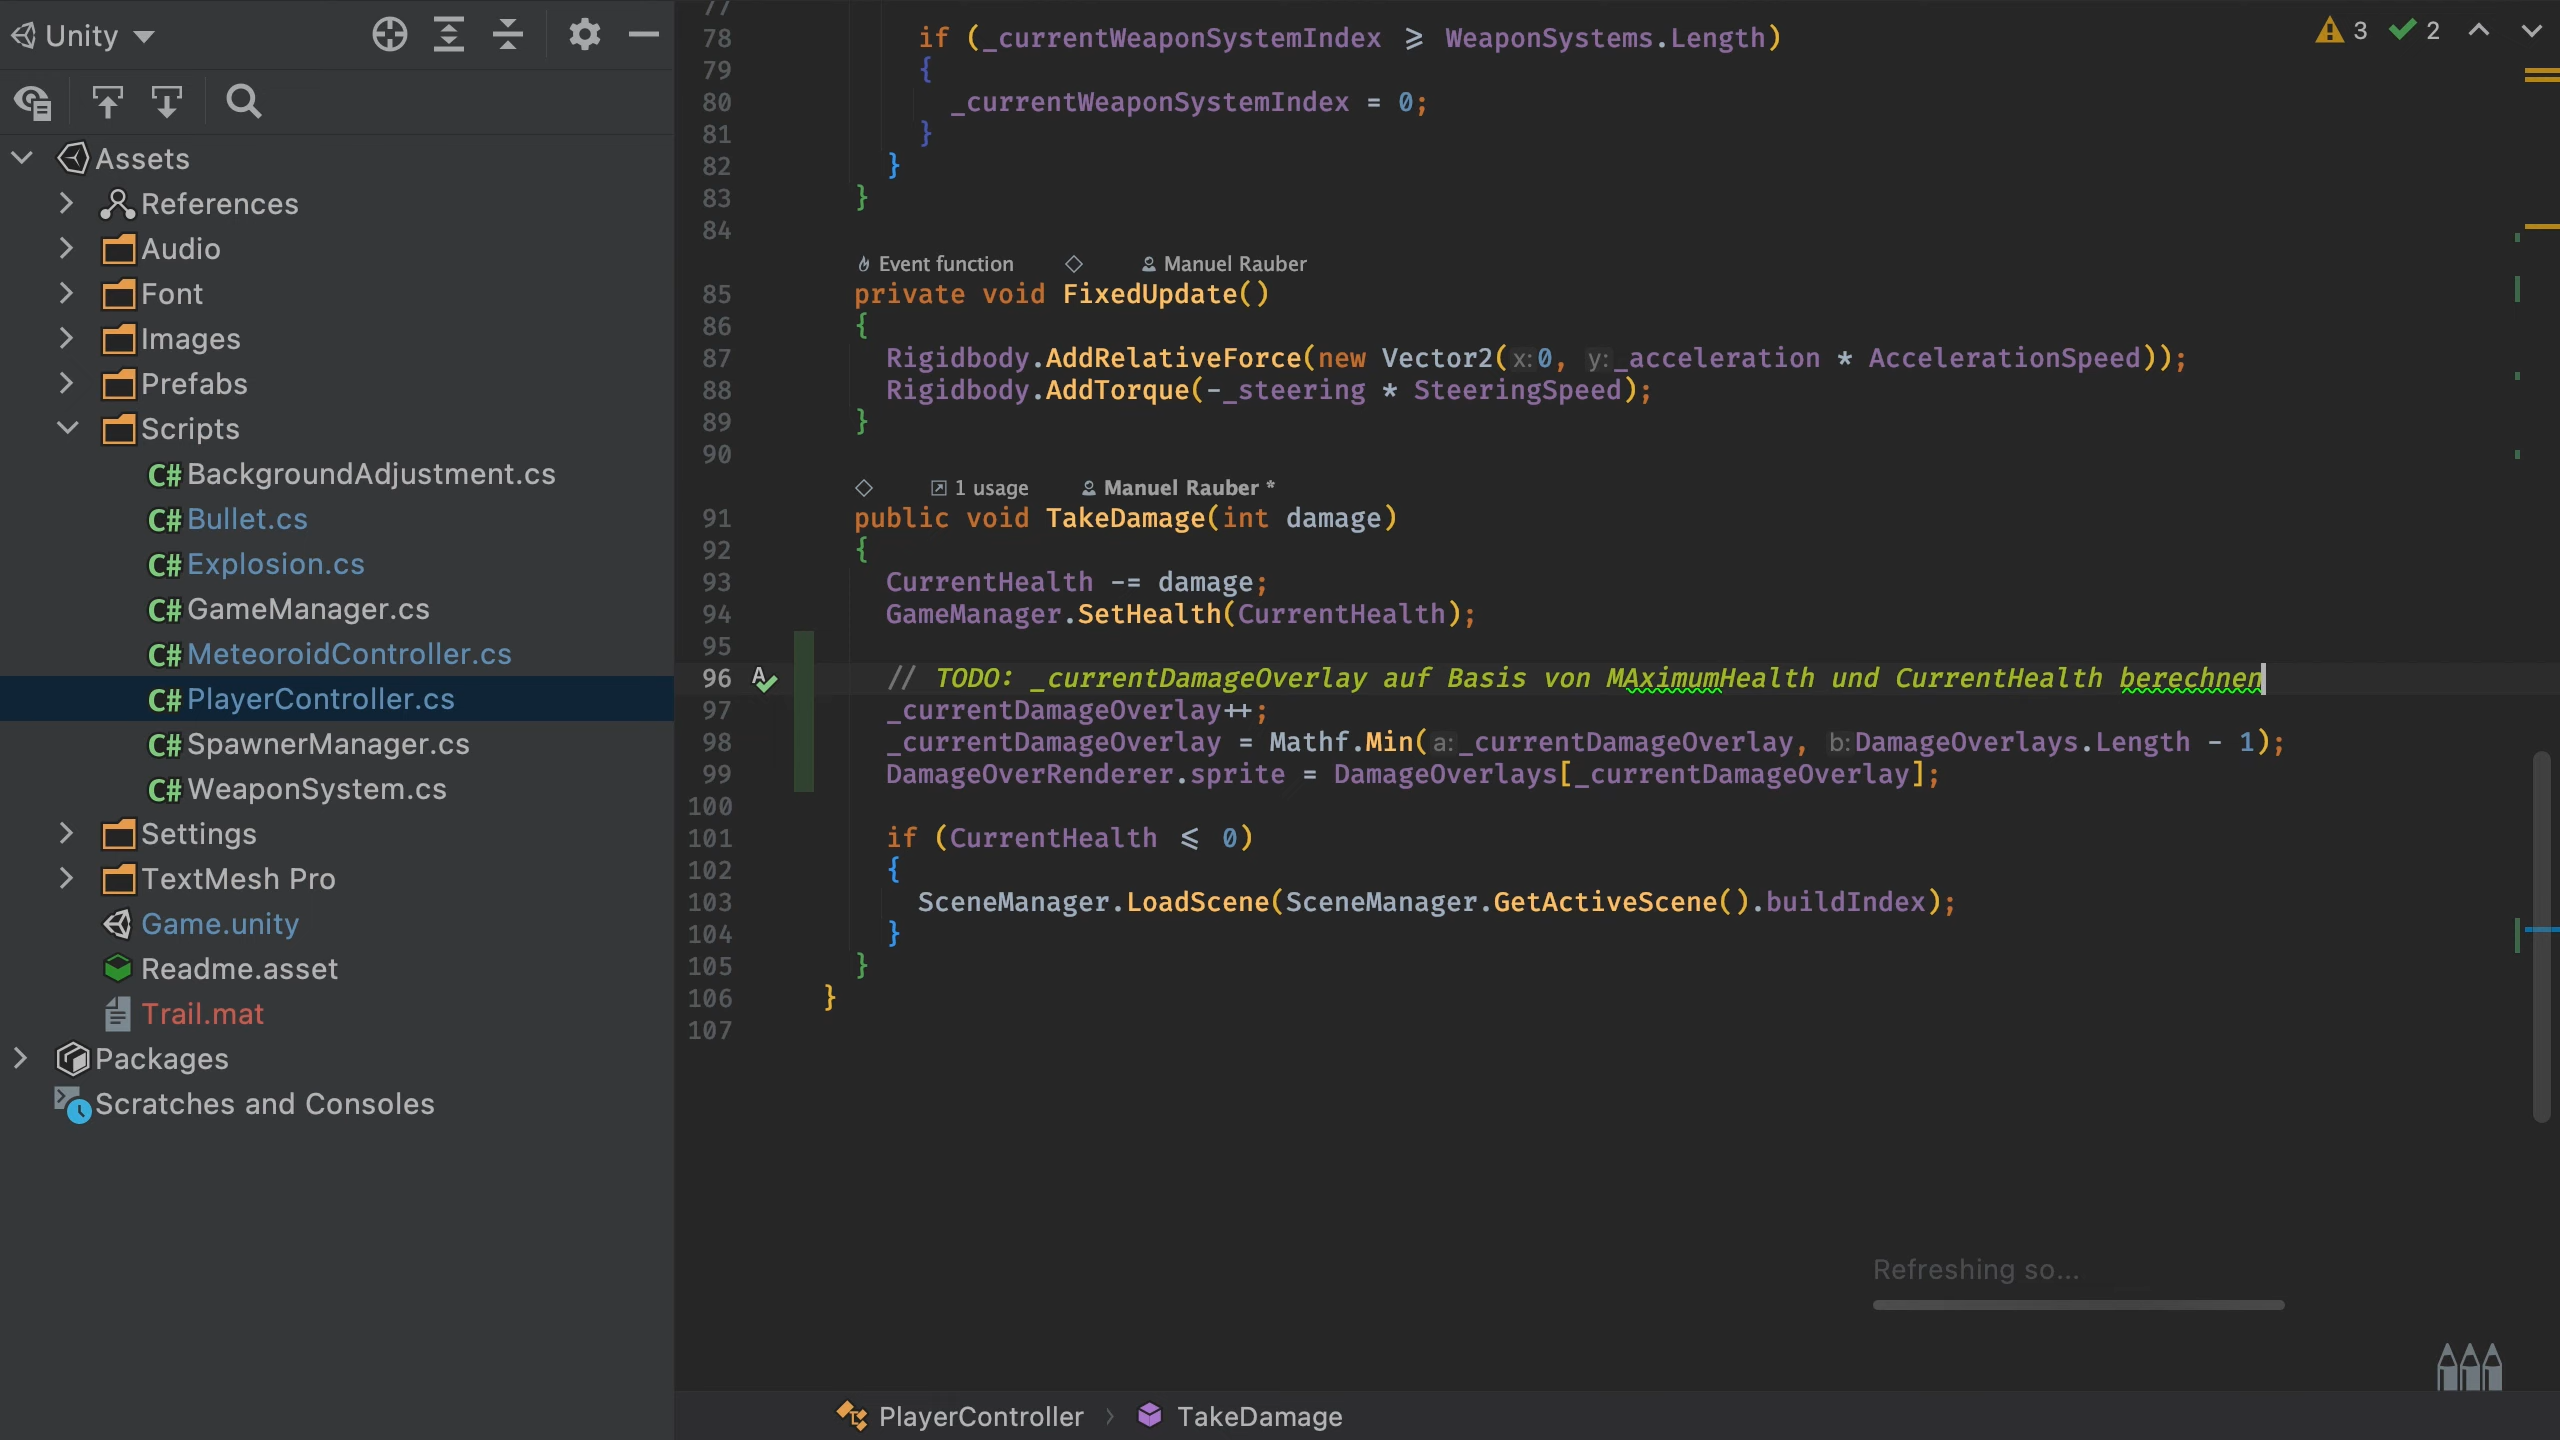 Unity
Assets
References
Audio
Font
Images
Prefabs
Scripts
C# BackgroundAdjustment.cs
C# Bullet.cs
C# Explosion.cs
C# GameManager.cs
C# MeteoroidController.cs
C# PlayerController.cs
C# SpawnerManager.cs
C# WeaponSystem.cs
Settings
TextMesh Pro
Game.unity
Readme.asset
Trail.mat
Packages
Scratches and Consoles
3 2
77
78 if (_currentWeaponSystemIndex ⩾ WeaponSystems.Length)
79 {
80 _currentWeaponSystemIndex = 0;
81 }
82 }
83 }
84
Event function Manuel Rauber
85 private void FixedUpdate()
86 {
87 Rigidbody.AddRelativeForce(new Vector2(x:0, y:_acceleration * AccelerationSpeed));
88 Rigidbody.AddTorque(-_steering * SteeringSpeed);
89 }
90
1 usage Manuel Rauber *
91 public void TakeDamage(int damage)
92 {
93 CurrentHealth -= damage;
94 GameManager.SetHealth(CurrentHealth);
95
96 // TODO: _currentDamageOverlay auf Basis von MAximumHealth und CurrentHealth berechnen
97 _currentDamageOverlay++;
98 _currentDamageOverlay = Mathf.Min(a:_currentDamageOverlay, b:DamageOverlays.Length - 1);
99 DamageOverRenderer.sprite = DamageOverlays[_currentDamageOverlay];
100
101 if (CurrentHealth ⩽ 0)
102 {
103 SceneManager.LoadScene(SceneManager.GetActiveScene().buildIndex);
104 }
105 }
106 }
107
Refreshing so...
PlayerController › TakeDamage